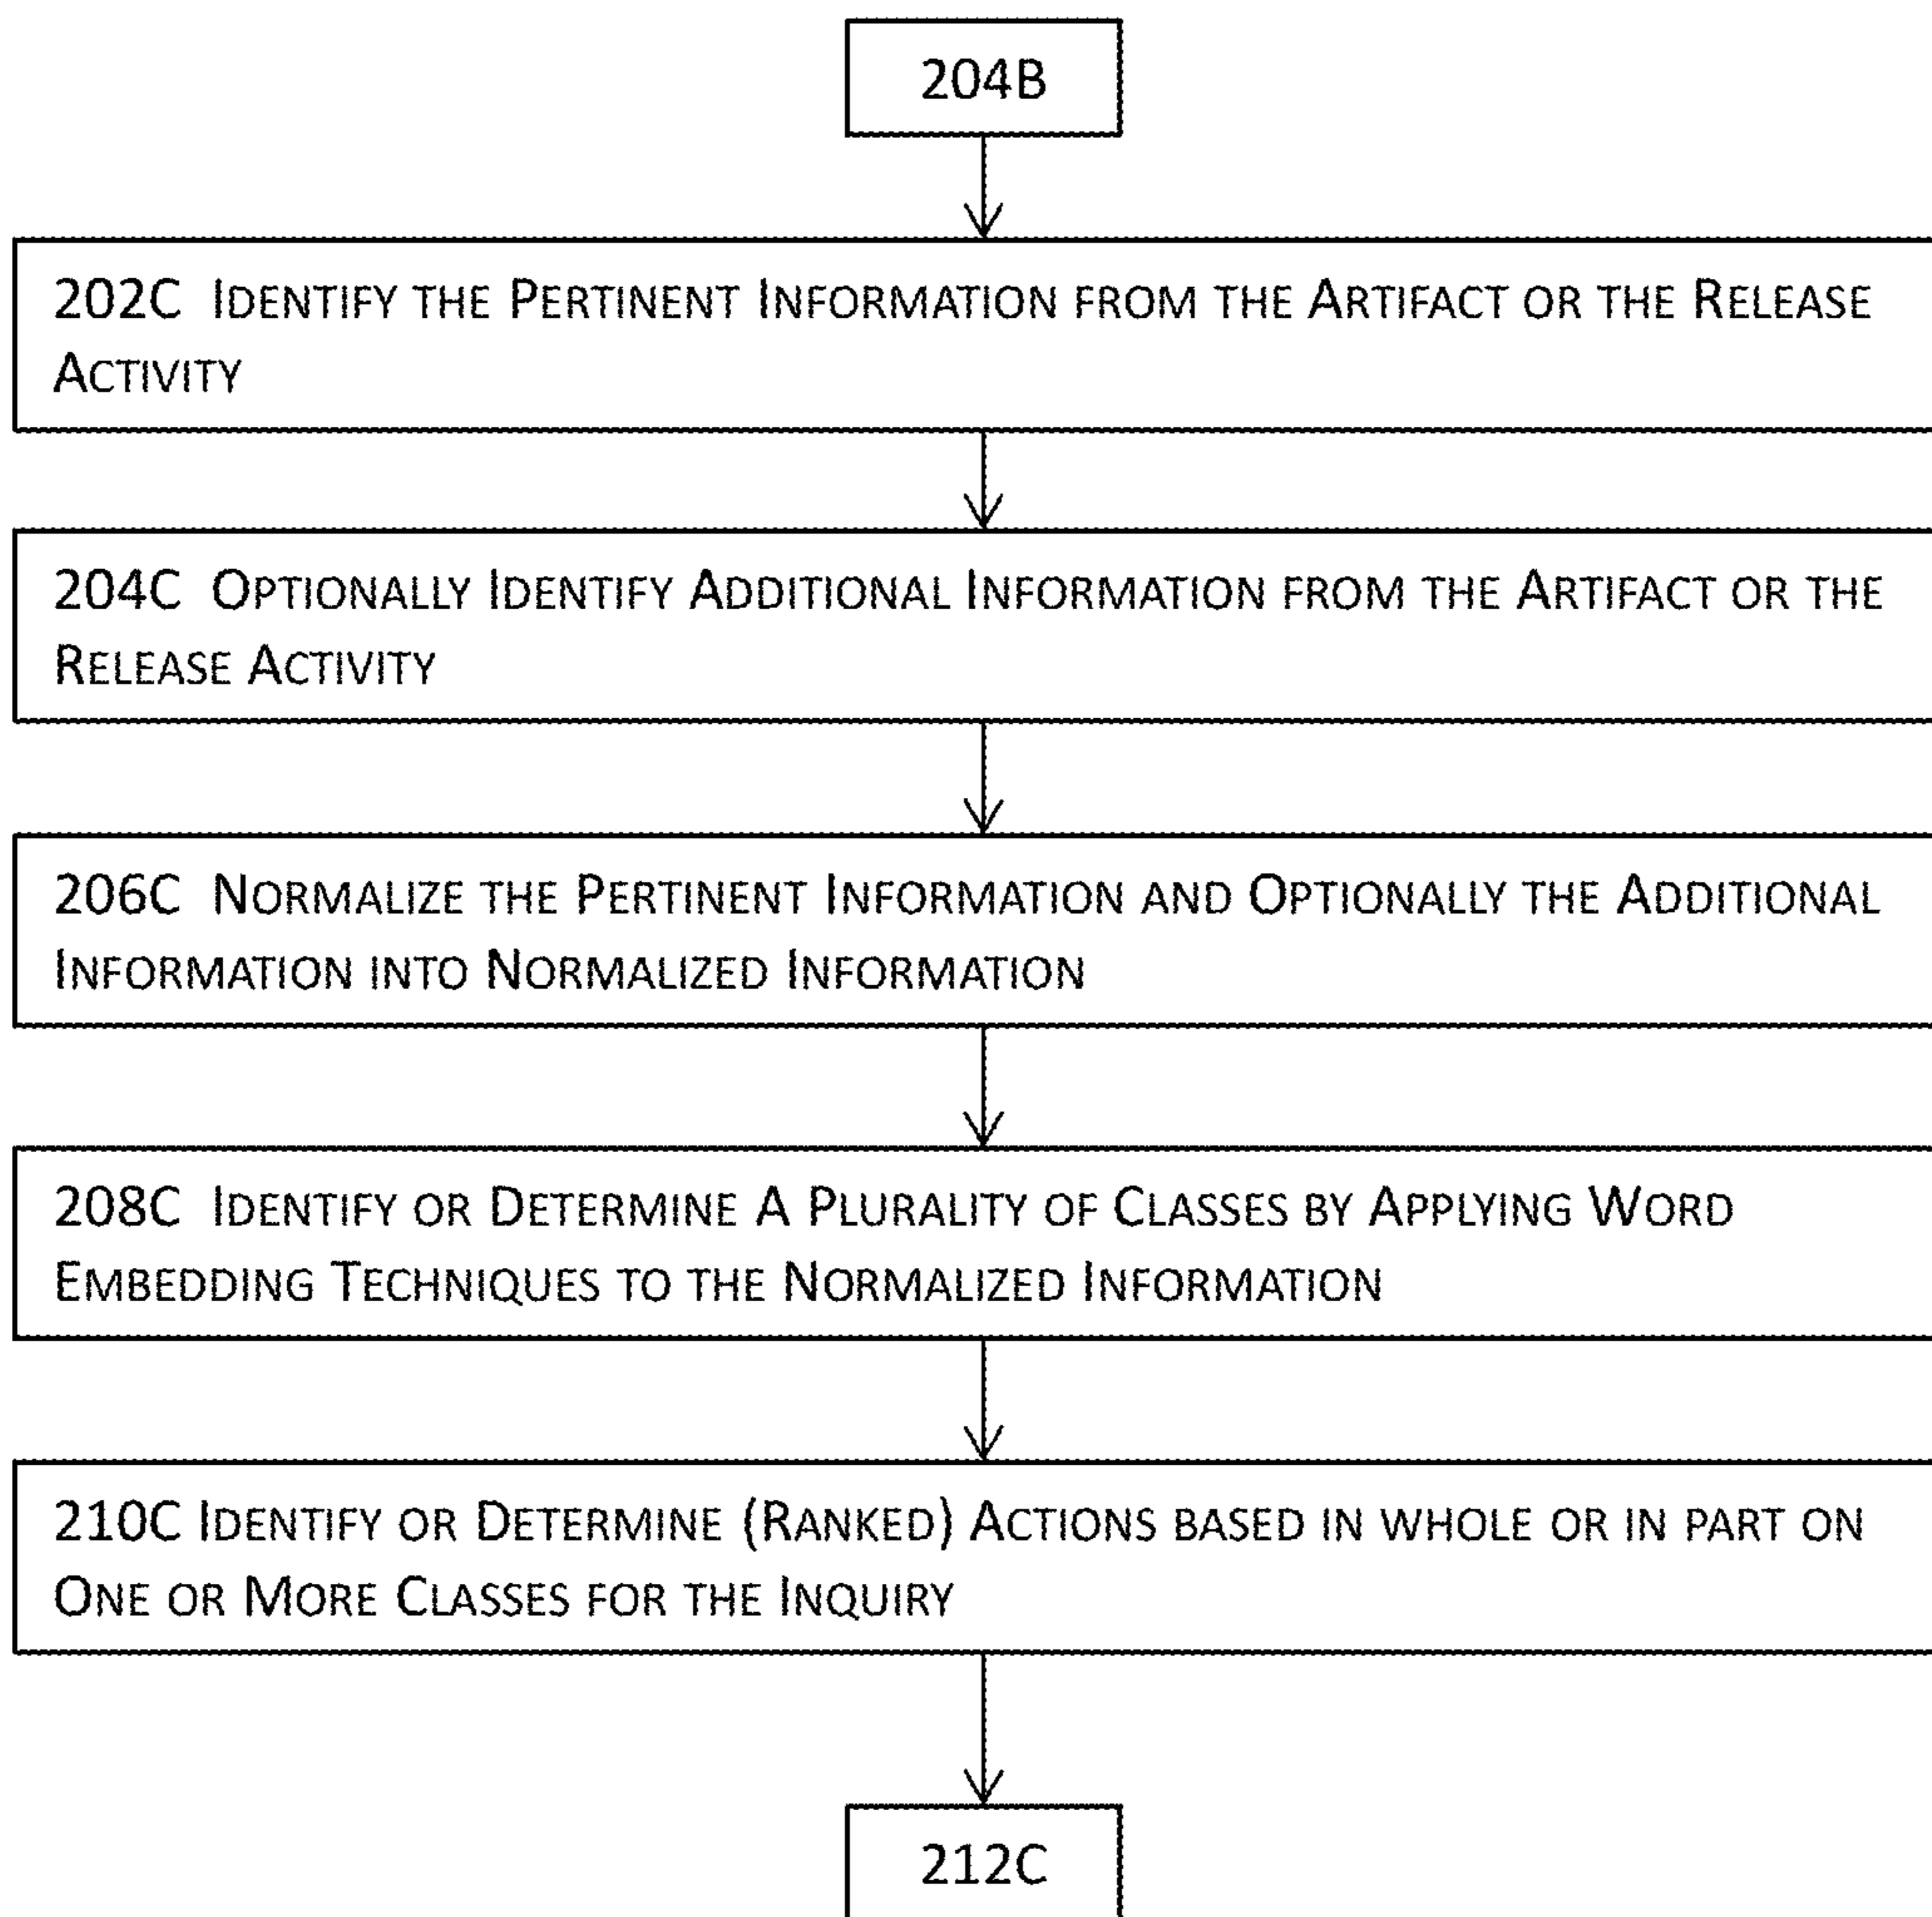 204B
202C Identify the Pertinent Information from the Artifact or the Release
Activity
204C Optionally Identify Additional Information from the Artifact or the
Release Activity
206C Normalize the Pertinent Information and Optionally the Additional
Information into Normalized Information
208C Identify or Determine A Plurality of Classes by Applying Word
Embedding Techniques to the Normalized Information
210C Identify or Determine (Ranked) Actions based in whole or in part on
One or More Classes for the Inquiry
212C